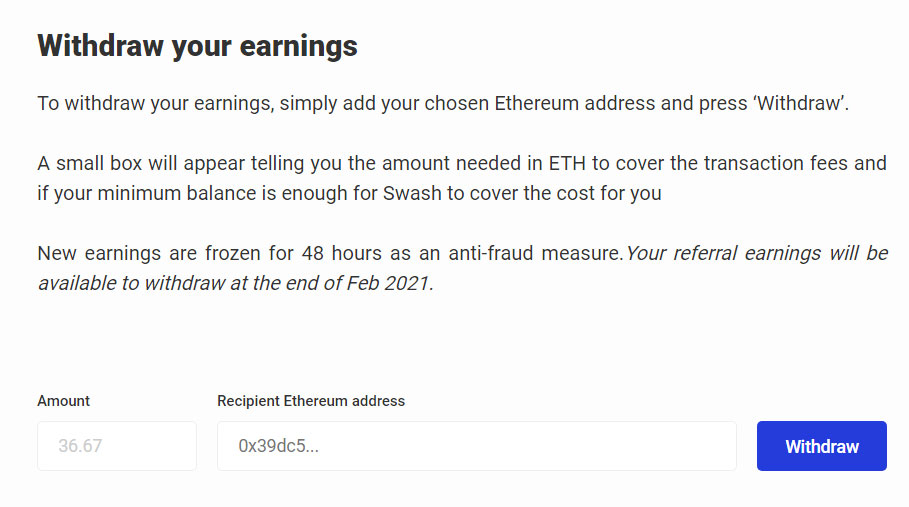 Withdraw your earnings
To withdraw your earnings, simply add your chosen Ethereum address and press ‘Withdraw’.
A small box will appear telling you the amount needed in ETH to cover the transaction fees and
if your minimum balance is enough for Swash to cover the cost for you
New earnings are frozen for 48 hours as an anti-fraud measure.Your referral earnings will be
available to withdraw at the end of Feb 2021.
Amount
Recipient Ethereum address
36.67
0x39dc5...
Withdraw